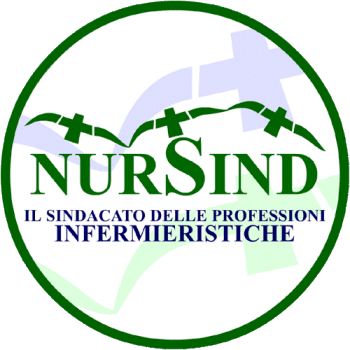 NURSIND
IL SINDACATO DELLE PROFESSIONI
INFERMIERISTICHE